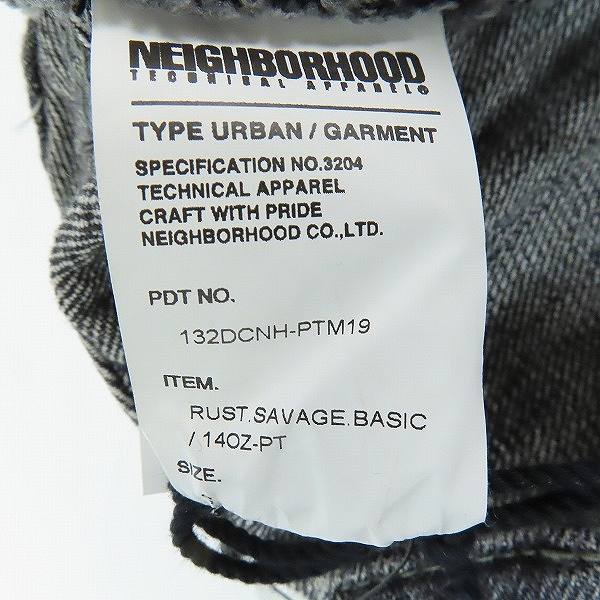 NEIGHBORHOOD
TECHNICAL APPAREL®
TYPE URBAN / GARMENT
SPECIFICATION NO.3204
TECHNICAL APPAREL
CRAFT WITH PRIDE
NEIGHBORHOOD CO.,LTD.
PDT NO.
132DCNH-PTM19
ITEM.
RUST.SAVAGE.BASIC
/ 14OZ-PT
SIZE.